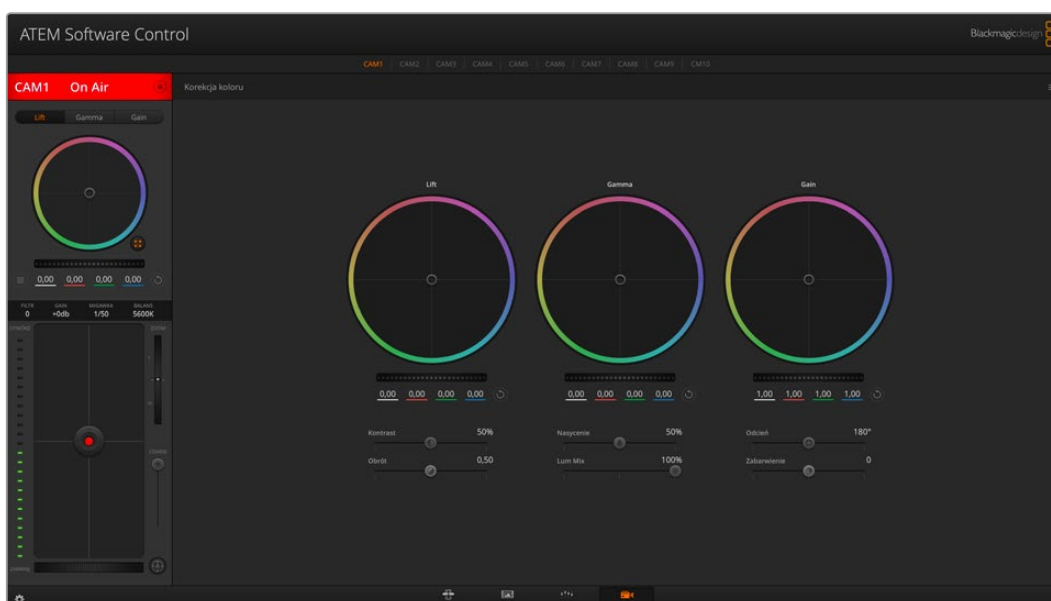 ATEM Software Control
Blackmagicdesign
CAM1 CAM2 CAM3 CAM4 CAM5 CAM6 CAM7 CAM8 CAM9 CM10
CAM1 On Air
Korekcja koloru
Lift Gamma Gain
0,00 0,00 0,00 0,00
FILTR GAIN MIGAWKA BALANS
0 +0db 1/50 5600K
ZOOM
CZARNY
Lift Gamma Gain
0,00 0,00 0,00 0,00
0,00 0,00 0,00 0,00
1,00 1,00 1,00 1,00
Kontrast 50%
Nasycenie 50%
Odcień 180°
Obrót 0,50
Lum Mix 100%
Zabarwienie 0